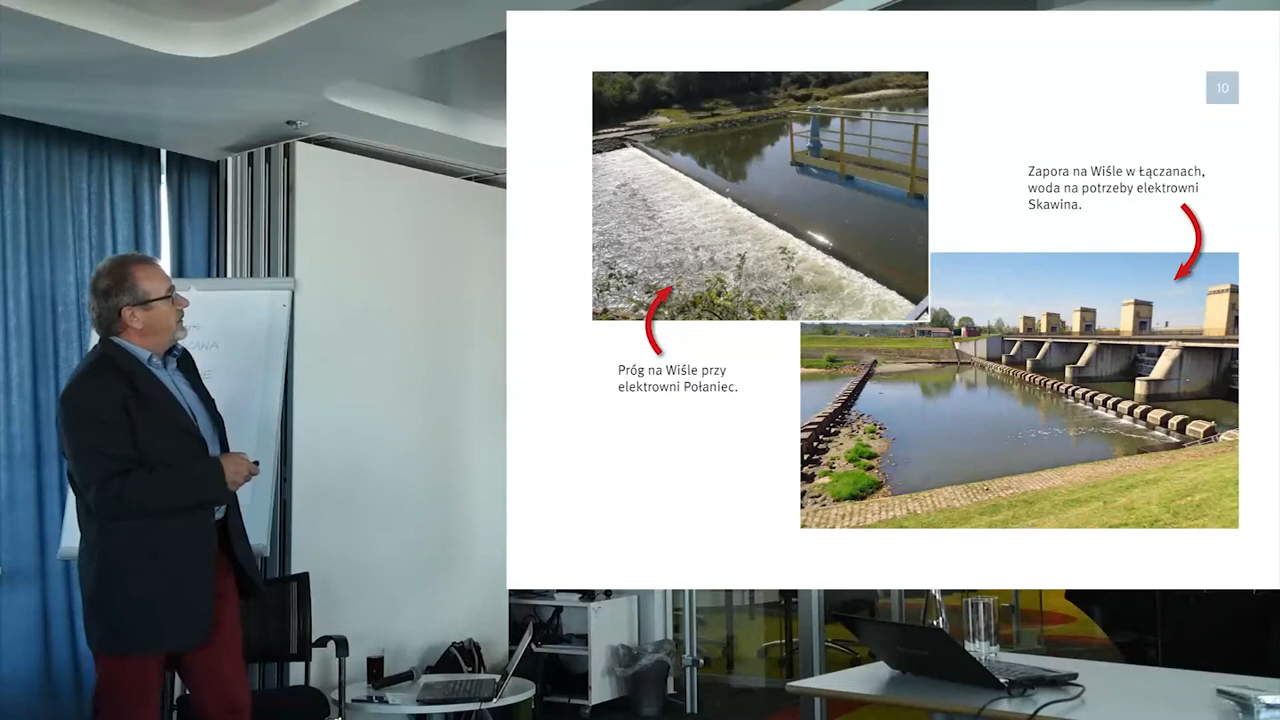 10
Zapora na Wiśle w Łączanach,
woda na potrzeby elektrowni
Skawina.
Próg na Wiśle przy
elektrowni Połaniec.